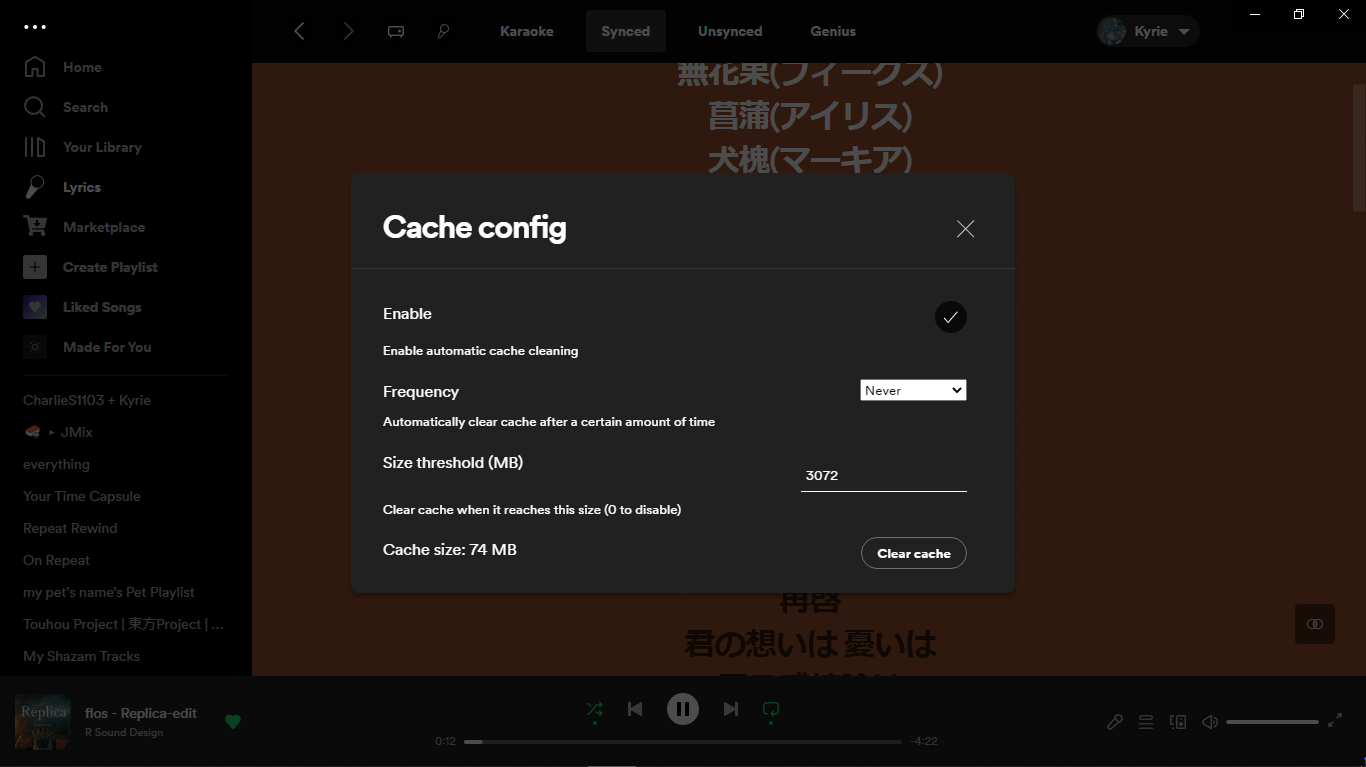 Karaoke
Synced
Unsynced
Genius
Kyrie
Home
Search
Your Library
Lyrics
Marketplace
Create Playlist
Liked Songs
Made For You
CharlieS1103 + Kyrie
JMix
everything
Your Time Capsule
Repeat Rewind
On Repeat
my pet's name's Pet Playlist
Touhou Project | 東方Project | ...
My Shazam Tracks
無花果(フィークス)
菖蒲(アイリス)
犬槐(マーキア)
Cache config
Enable
Enable automatic cache cleaning
Frequency
Never
Automatically clear cache after a certain amount of time
Size threshold (MB)
3072
Clear cache when it reaches this size (0 to disable)
Cache size: 74 MB
Clear cache
再啓
君の想いは 憂いは
Replica
flos - Replica-edit
R Sound Design
0:12
-4:22